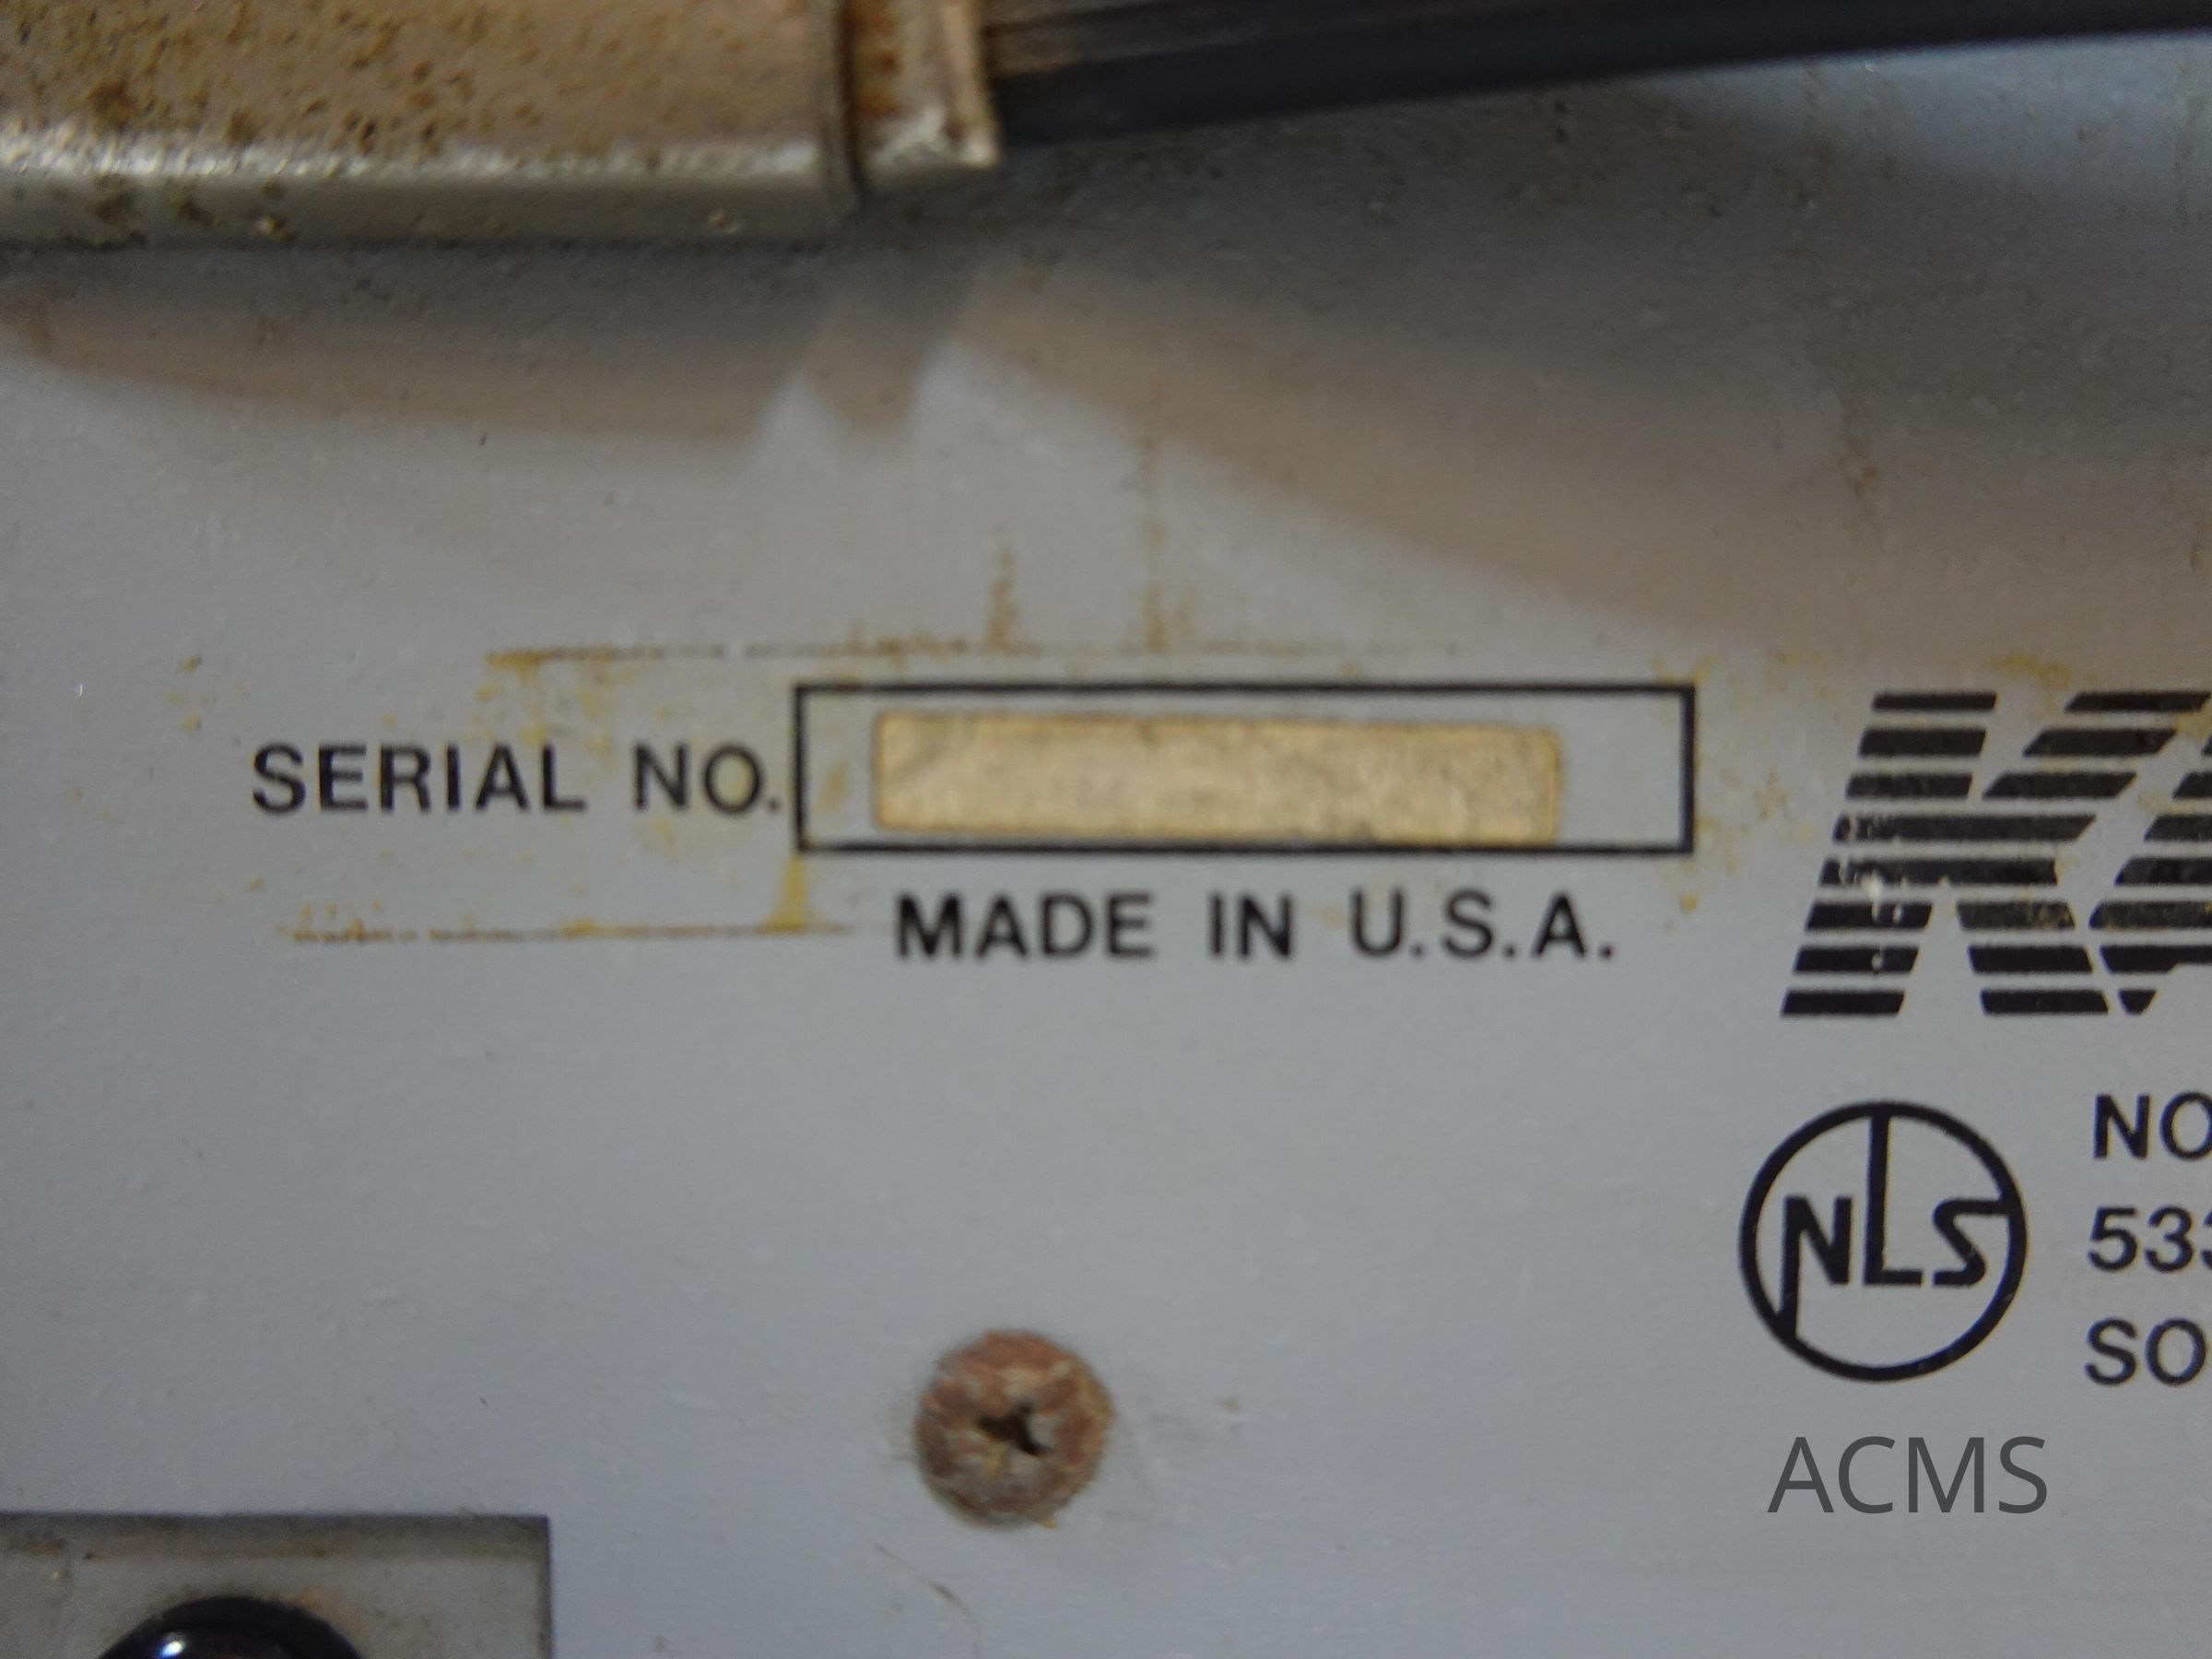 SERIAL NO.
MADE IN U.S.A.
NLS
ACMS